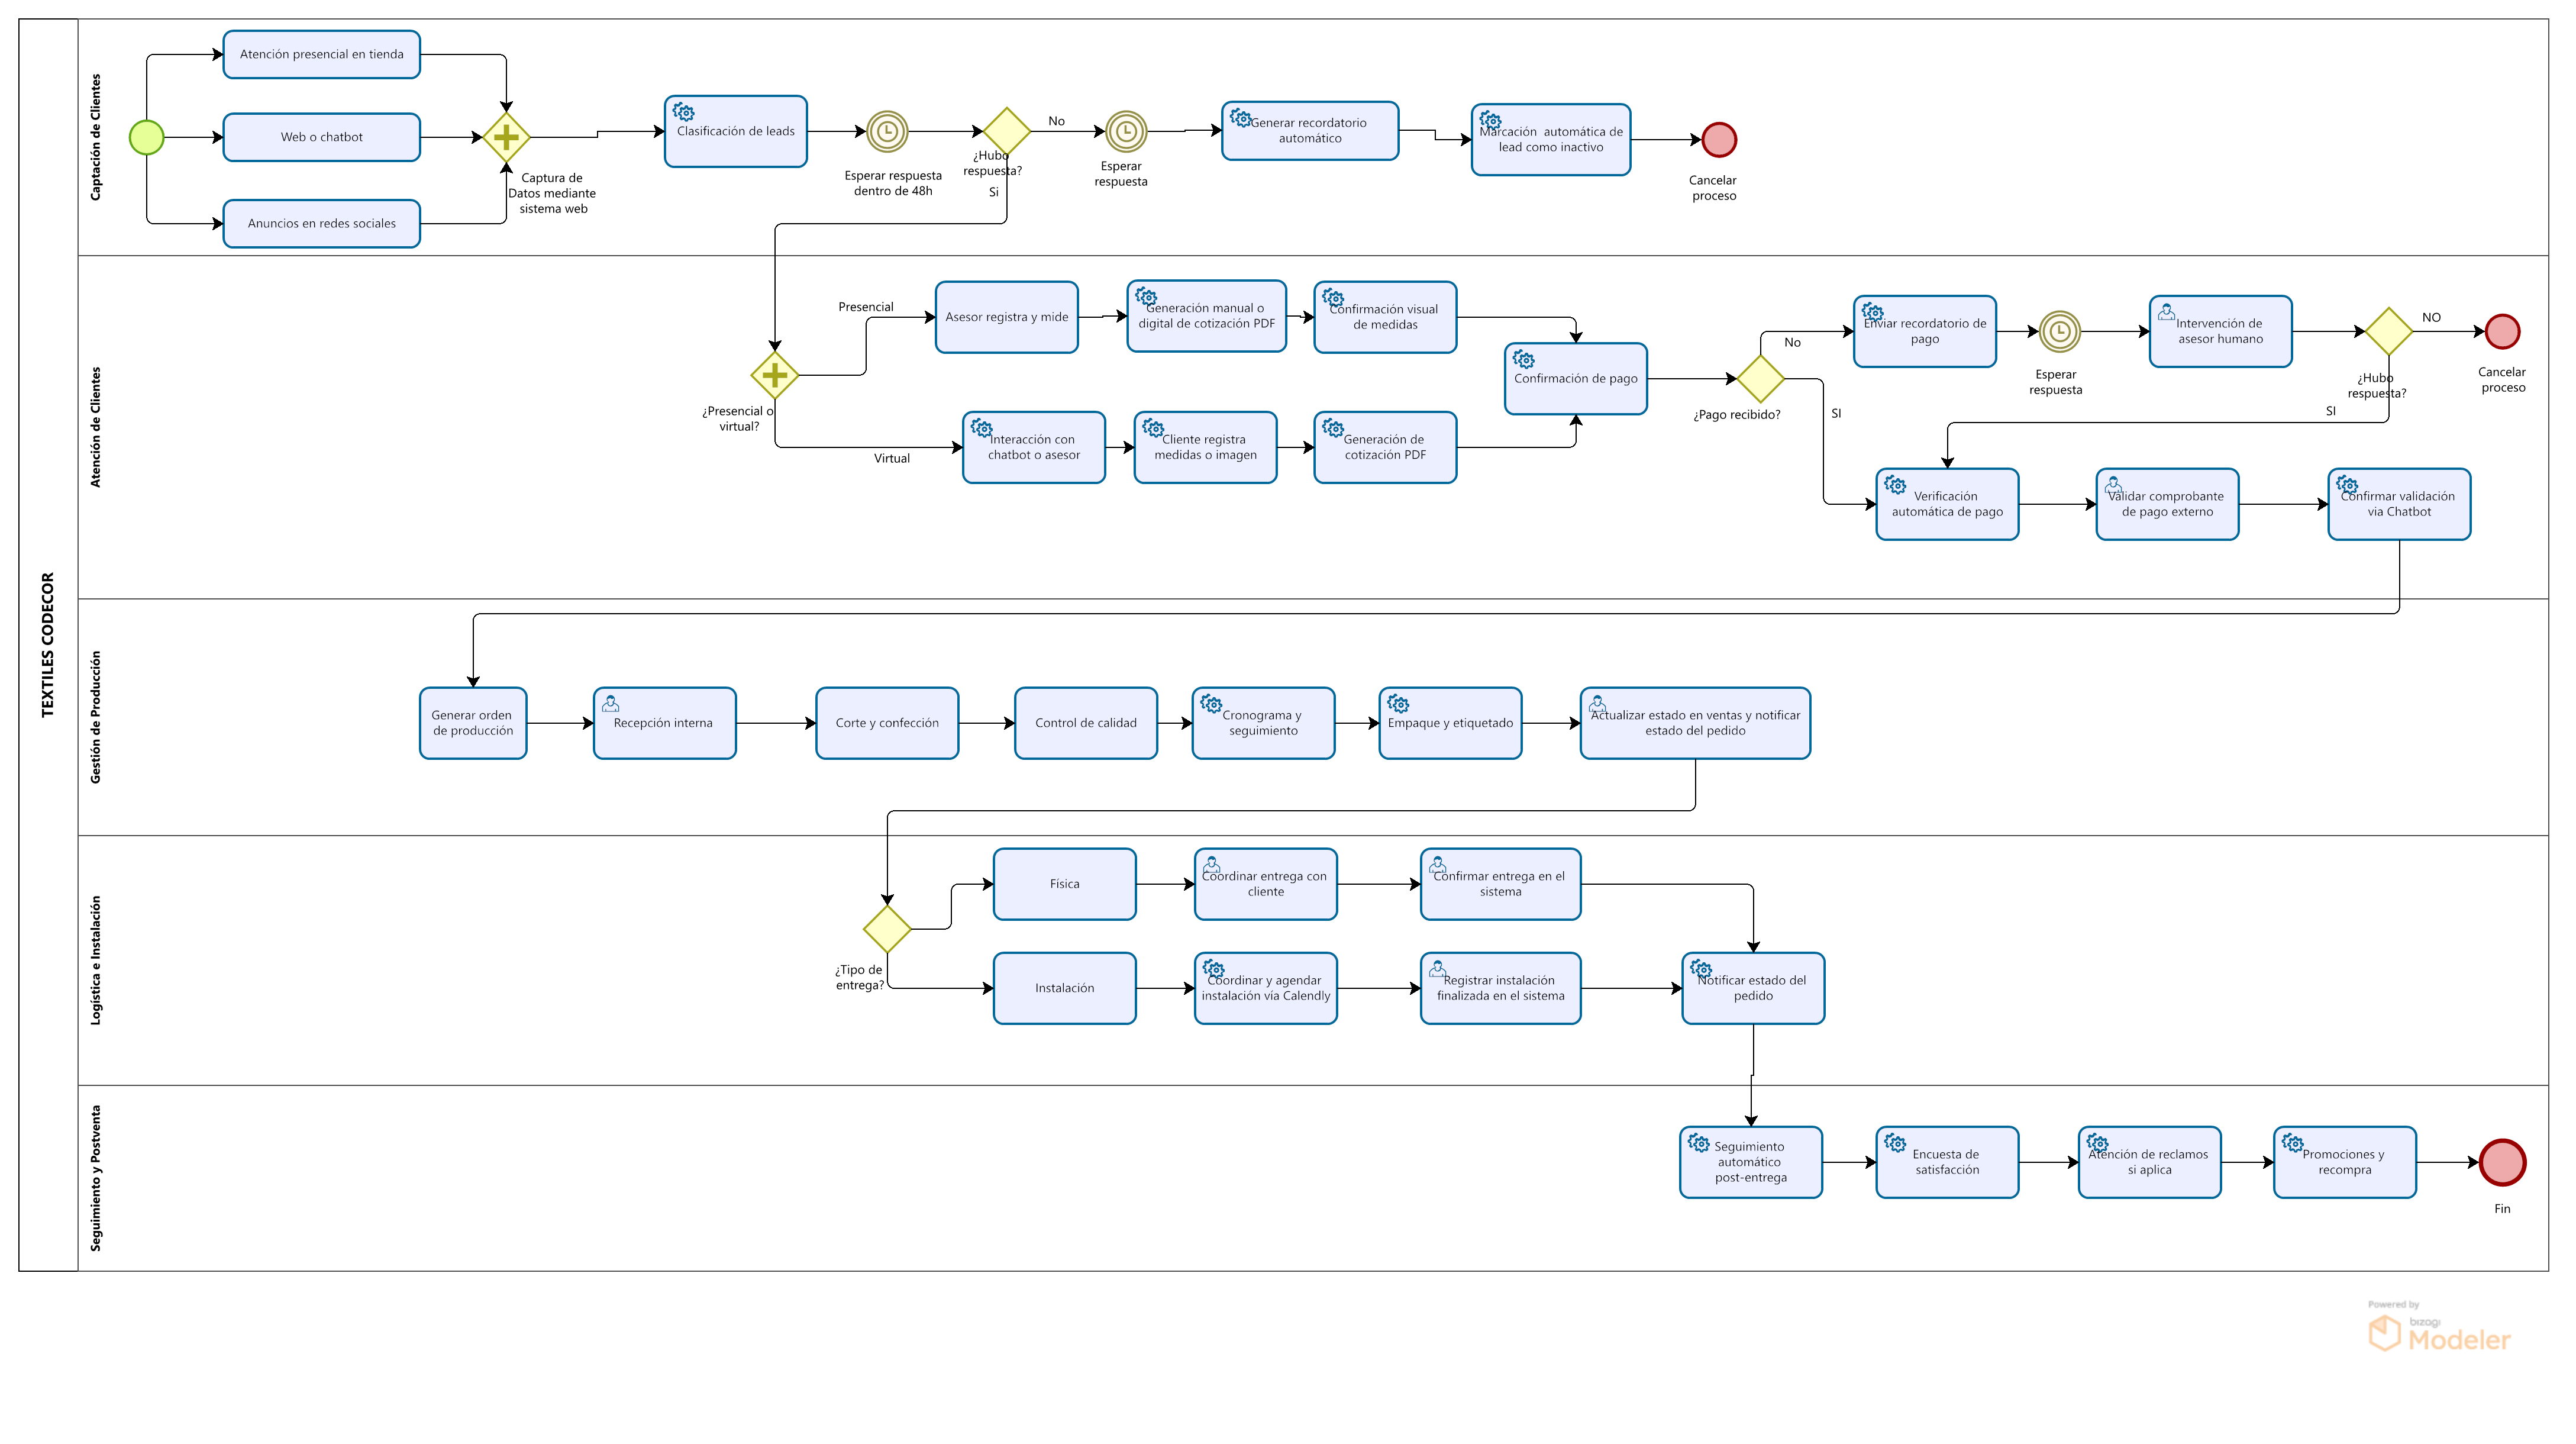 TEXTILES CODECOR
Captación de Clientes
Atención presencial en tienda
Web o chatbot
Anuncios en redes sociales
Captura de
Datos mediante
sistema web
Clasificación de leads
Esperar respuesta
dentro de 48h
¿Hubo
respuesta?
No
Si
Esperar
respuesta
Generar recordatorio
automático
Marcación automática de
lead como inactivo
Cancelar
proceso
Atención de Clientes
¿Presencial o
virtual?
Presencial
Asesor registra y mide
Generación manual o
digital de cotización PDF
Confirmación visual
de medidas
Virtual
Interacción con
chatbot o asesor
Cliente registra
medidas o imagen
Generación de
cotización PDF
Confirmación de pago
¿Pago recibido?
No
SI
Enviar recordatorio de
pago
Esperar
respuesta
Intervención de
asesor humano
¿Hubo
respuesta?
NO
SI
Cancelar
proceso
Verificación
automática de pago
Validar comprobante
de pago externo
Confirmar validación
via Chatbot
Gestión de Producción
Generar orden
de producción
Recepción interna
Corte y confección
Control de calidad
Cronograma y
seguimiento
Empaque y etiquetado
Actualizar estado en ventas y notificar
estado del pedido
Logística e Instalación
¿Tipo de
entrega?
Física
Coordinar entrega con
cliente
Confirmar entrega en el
sistema
Instalación
Coordinar y agendar
instalación vía Calendly
Registrar instalación
finalizada en el sistema
Notificar estado del
pedido
Seguimiento y Postventa
Seguimiento
automático
post-entrega
Encuesta de
satisfacción
Atención de reclamos
si aplica
Promociones y
recompra
Fin
Powered by
bizagi
Modeler